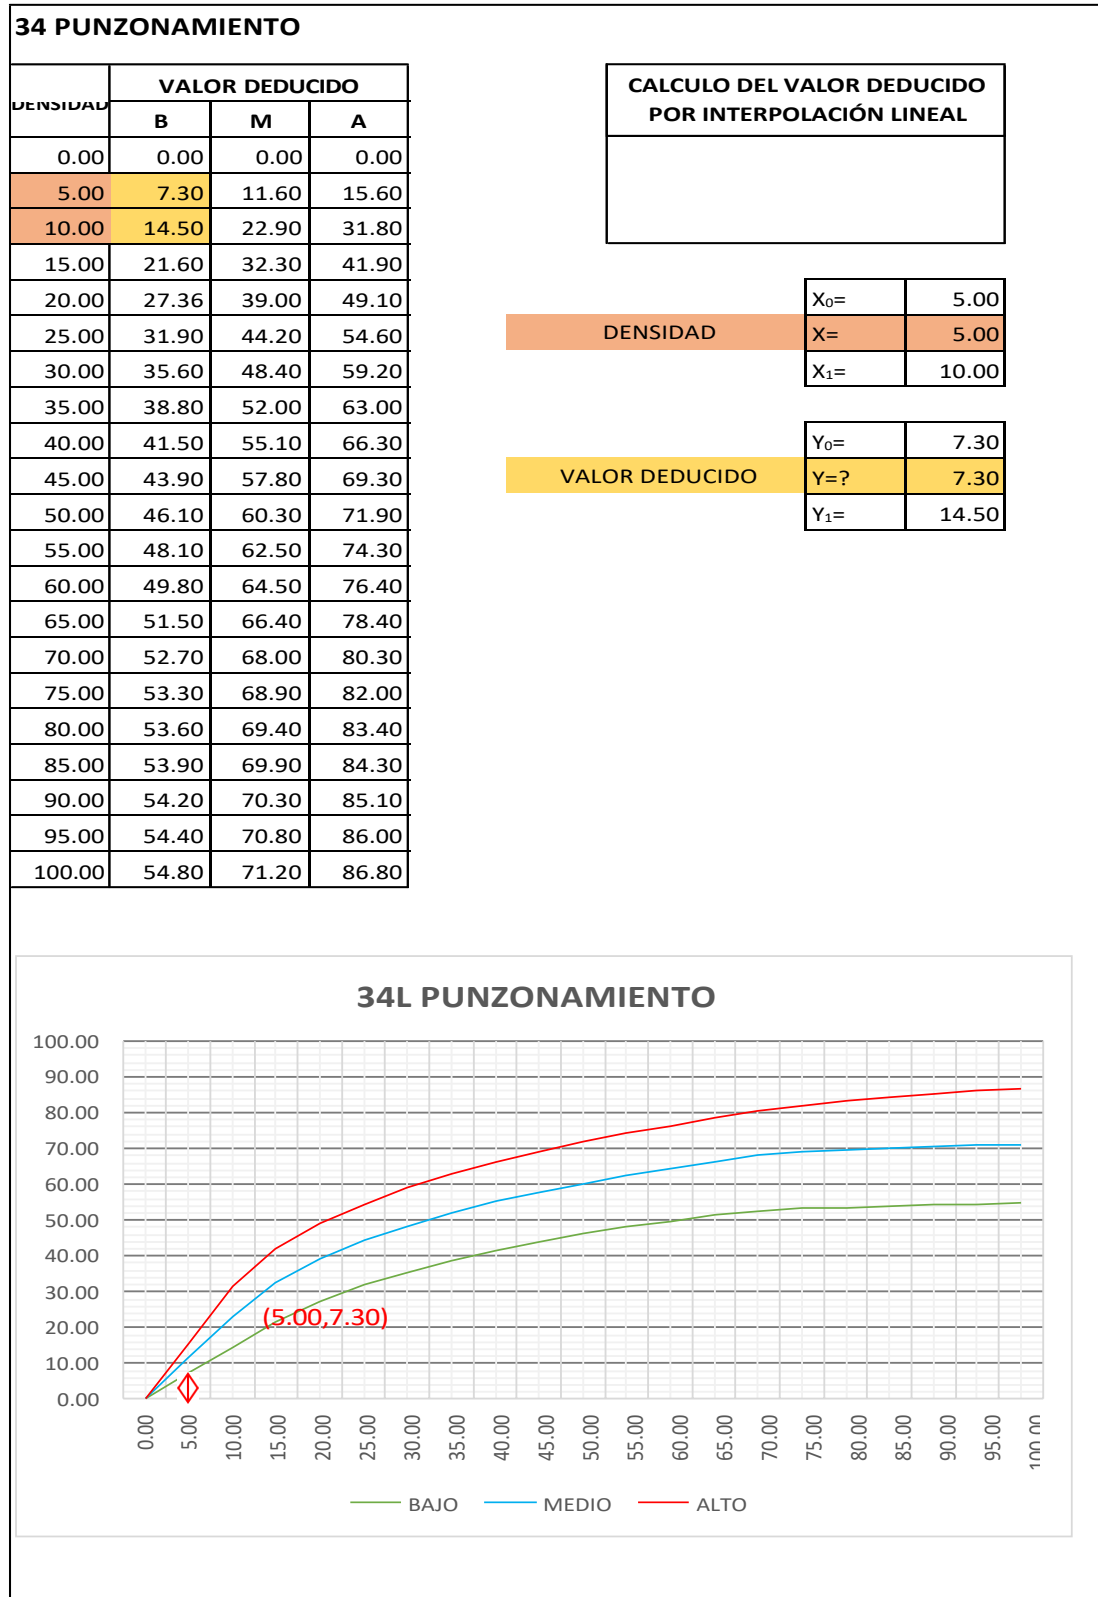 34 PUNZONAMIENTO
DENSIDAD VALOR DEDUCIDO
B M A
0.00 0.00 0.00 0.00
5.00 7.30 11.60 15.60
10.00 14.50 22.90 31.80
15.00 21.60 32.30 41.90
20.00 27.36 39.00 49.10
25.00 31.90 44.20 54.60
30.00 35.60 48.40 59.20
35.00 38.80 52.00 63.00
40.00 41.50 55.10 66.30
45.00 43.90 57.80 69.30
50.00 46.10 60.30 71.90
55.00 48.10 62.50 74.30
60.00 49.80 64.50 76.40
65.00 51.50 66.40 78.40
70.00 52.70 68.00 80.30
75.00 53.30 68.90 82.00
80.00 53.60 69.40 83.40
85.00 53.90 69.90 84.30
90.00 54.20 70.30 85.10
95.00 54.40 70.80 86.00
100.00 54.80 71.20 86.80
CALCULO DEL VALOR DEDUCIDO
POR INTERPOLACIÓN LINEAL
X₀= 5.00
DENSIDAD X= 5.00
X₁= 10.00
Y₀= 7.30
VALOR DEDUCIDO Y=? 7.30
Y₁= 14.50
34L PUNZONAMIENTO
100.00
90.00
80.00
70.00
60.00
50.00
40.00
30.00
20.00
10.00
0.00
(5.00,7.30)
0.00 5.00 10.00 15.00 20.00 25.00 30.00 35.00 40.00 45.00 50.00 55.00 60.00 65.00 70.00 75.00 80.00 85.00 90.00 95.00 100.00
BAJO MEDIO ALTO